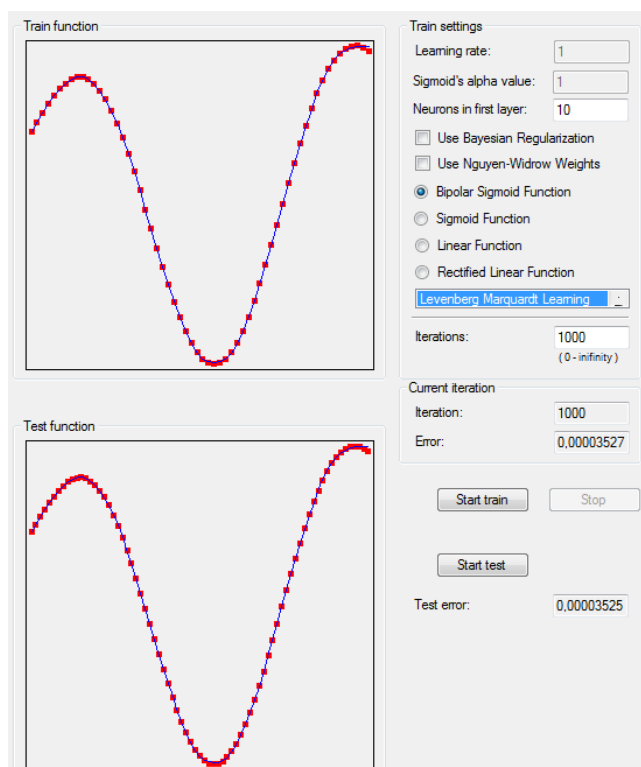 Train function
Train settings
Learning rate: 1
Sigmoid's alpha value: 1
Neurons in first layer: 10
Use Bayesian Regularization
Use Nguyen-Widrow Weights
Bipolar Sigmoid Function
Sigmoid Function
Linear Function
Rectified Linear Function
Levenberg Marquardt Learning
Iterations: 1000
( 0 - inifinity )
Current iteration
Iteration: 1000
Error: 0,00003527
Test function
Start train Stop
Start test
Test error: 0,00003525